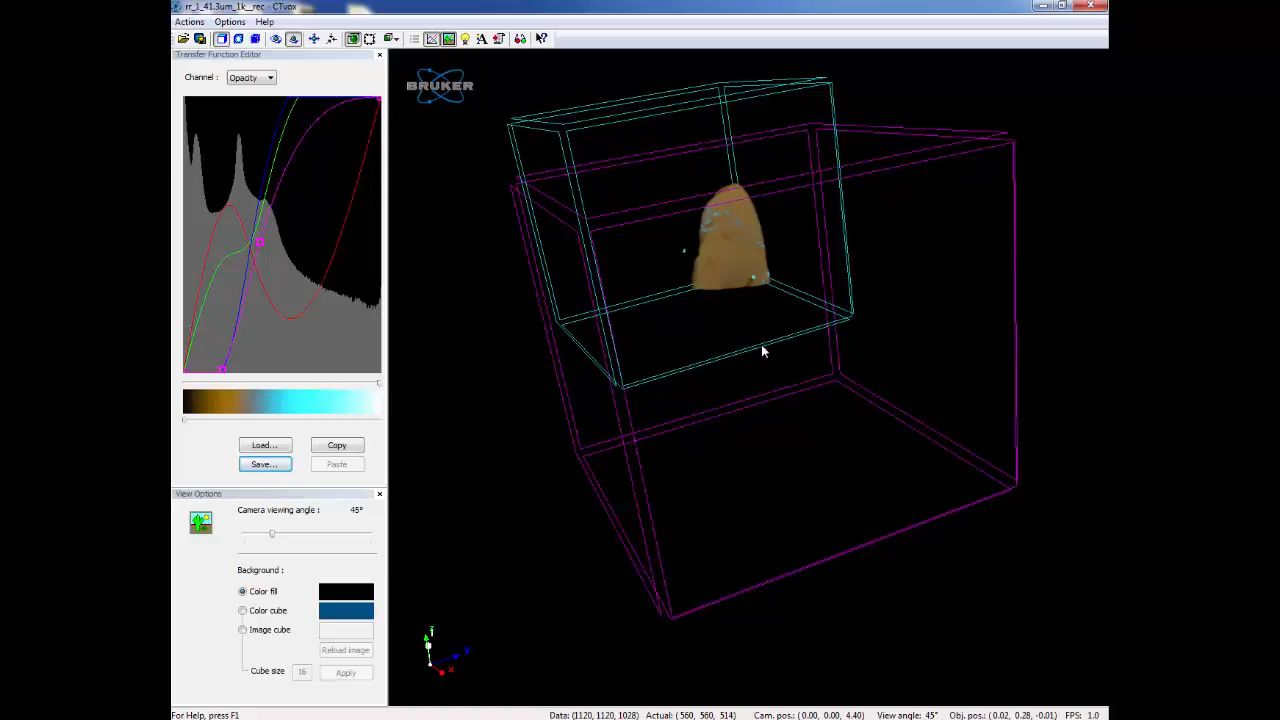 rr_1_41.3um_1k__rec - CTvox
Actions Options Help
Transfer Function Editor
Channel : Opacity
BRUKER
Load... Copy
Save... Paste
View Options
Camera viewing angle : 45°
Background :
Color fill
Color cube
Image cube
Reload image
Cube size 16 Apply
Y
X
For Help, press F1 Data: (1120, 1120, 1028) Actual: ( 560, 560, 514) Cam. pos.: ( 0.00, 0.00, 4.40) View angle: 45° Obj. pos.: ( 0.02, 0.28, -0.01) FPS: 1.0